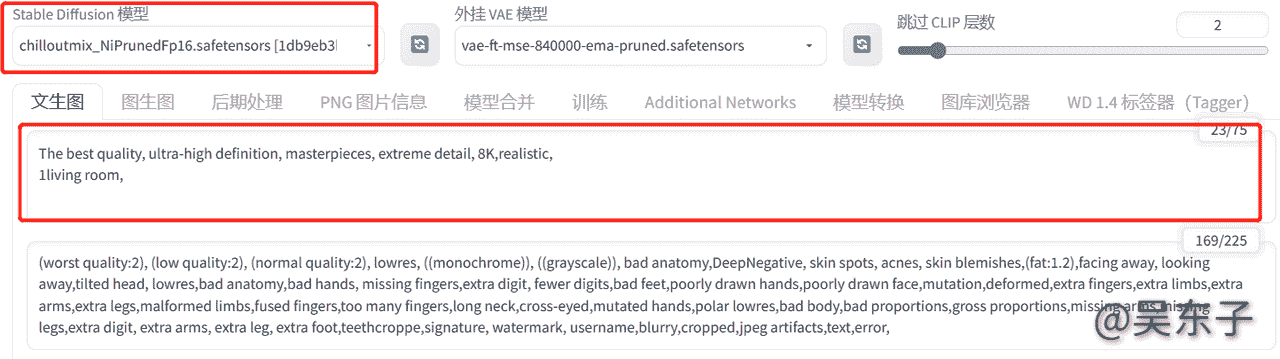 Stable Diffusion 模型
外挂 VAE 模型
跳过 CLIP 层数
2
chilloutmix_NiPrunedFp16.safetensors [1db9eb3
vae-ft-mse-840000-ema-pruned.safetensors
文生图 图生图 后期处理 PNG 图片信息 模型合并 训练 Additional Networks 模型转换 图库浏览器 WD 1.4 标签器（Tagger）
23/75
The best quality, ultra-high definition, masterpieces, extreme detail, 8K,realistic,
1living room,
169/225
(worst quality:2), (low quality:2), (normal quality:2), lowres, ((monochrome)), ((grayscale)), bad anatomy,DeepNegative, skin spots, acnes, skin blemishes,(fat:1.2),facing away, looking
away,tilted head, lowres,bad anatomy,bad hands, missing fingers,extra digit, fewer digits,bad feet,poorly drawn hands,poorly drawn face,mutation,deformed,extra fingers,extra limbs,extra
arms,extra legs,malformed limbs,fused fingers,too many fingers,long neck,cross-eyed,mutated hands,polar lowres,bad body,bad proportions,gross proportions,missing arms,missing
legs,extra digit, extra arms, extra leg, extra foot,teethcroppe,signature, watermark, username,blurry,cropped,jpeg artifacts,text,error,
@吴东子